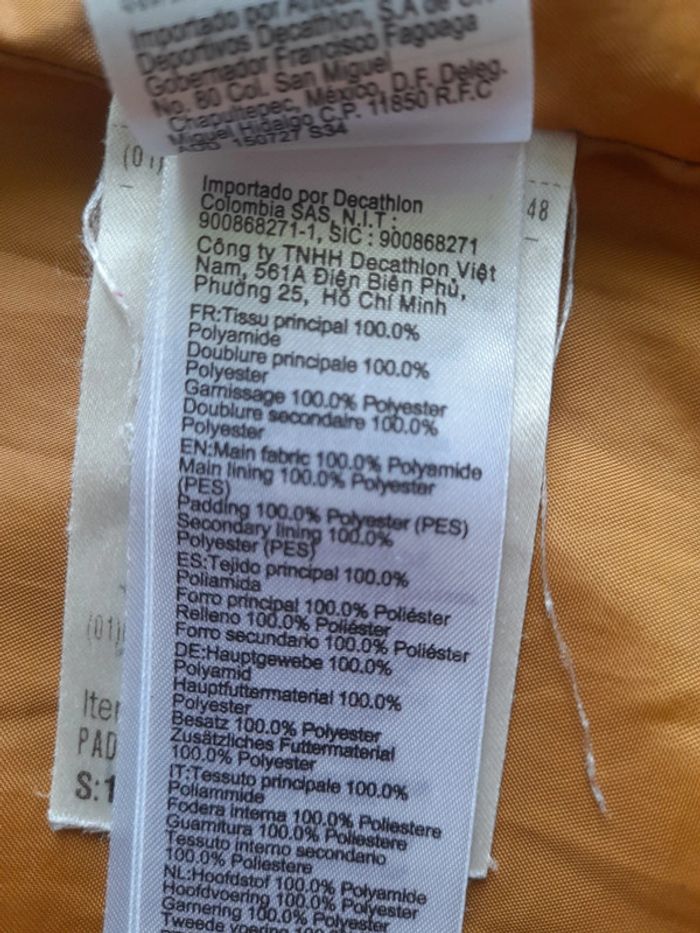 Importado por
Deportivos Decathlon, S.A de
Gobernador Francisco Fagoaga
No. 80 Col. San Miguel
Chapultepec, México, D.F. Deleg.
Miguel Hidalgo C.P. 11850 R.F.C
150727 S34
(01)
48
Importado por Decathlon
Colombia SAS, N.I.T :
900868271-1, SIC : 900868271
Công ty TNHH Decathlon Việt
Nam, 561A Điện Biên Phủ,
Phường 25, Hồ Chí Minh
FR:Tissu principal 100.0%
Polyamide
Doublure principale 100.0%
Polyester
Garnissage 100.0% Polyester
Doublure secondaire 100.0%
Polyester
EN:Main fabric 100.0% Polyamide
Main lining 100.0% Polyester
(PES)
Padding 100.0% Polyester (PES)
Secondary lining 100.0%
Polyester (PES)
ES:Tejido principal 100.0%
Poliamida
Forro principal 100.0% Poliéster
Relleno 100.0% Poliéster
Forro secundario 100.0% Poliéster
DE:Hauptgewebe 100.0%
Polyamid
Hauptfuttermaterial 100.0%
Polyester
Besatz 100.0% Polyester
Zusätzliches Futtermaterial
100.0% Polyester
IT:Tessuto principale 100.0%
Poliammide
Fodera interna 100.0% Poliestere
Guarnitura 100.0% Poliestere
Tessuto interno secondario
100.0% Poliestere
NL:Hoofdstof 100.0% Polyamide
Hoofdvoering 100.0% Polyester
Garnering 100.0% Polyester
Tweede voering 100.0%
(01)
Ite
PAD
S:1